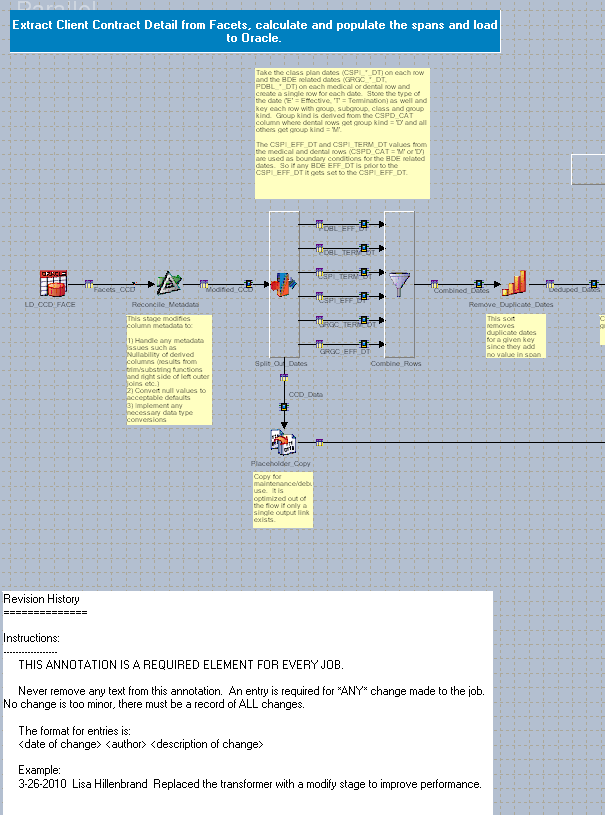 Parallel
Extract Client Contract Detail from Facets, calculate and populate the spans and load
to Oracle.
Take the class plan dates (CSPI_*_DT) on each row
and the BDE related dates (GRGC_*_DT,
PDBL_*_DT) on each medical or dental row and
create a single row for each date.  Store the type of
the date ('E' = Effective, 'T' = Termination) as well and
key each row with group, subgroup, class and group
kind.  Group kind is derived from the CSPD_CAT
column where dental rows get group kind = 'D' and all
others get group kind = 'M'.
The CSPI_EFF_DT and CSPI_TERM_DT values from
the medical and dental rows (CSPD_CAT = 'M' or 'D')
are used as boundary conditions for the BDE related
dates.  So if any BDE EFF_DT is prior to the
CSPI_EFF_DT it gets set to the CSPI_EFF_DT.
PDBL_EFF_DT
PDBL_TERM_DT
CSPI_TERM_DT
CSPI_EFF_DT
GRGC_TERM_DT
GRGC_EFF_DT
Facets_CCD
Modified_CCD
Combined_Dates
Deduped_Dates
LD_CCD_FACE
Reconcile_Metadata
Remove_Duplicate_Dates
This stage modifies
column metadata to:
1) Handle any metadata
issues such as
Nullability of derived
columns (results from
trim/substring functions
and right side of left outer
joins etc.)
2) Convert null values to
acceptable defaults
3) Implement any
necessary data type
conversions
This sort
removes
duplicate dates
for a given key
since they add
no value in span
Split_Out_Dates
Combine_Rows
CCD_Data
Placeholder_Copy
Copy for
maintenance/debu
use.  It is
optimized out of
the flow if only a
single output link
exists.
Revision History
==============
Instructions:
------------------
THIS ANNOTATION IS A REQUIRED ELEMENT FOR EVERY JOB.
Never remove any text from this annotation.  An entry is required for *ANY* change made to the job.
No change is too minor, there must be a record of ALL changes.
The format for entries is:
<date of change> <author> <description of change>
Example:
3-26-2010  Lisa Hillenbrand  Replaced the transformer with a modify stage to improve performance.